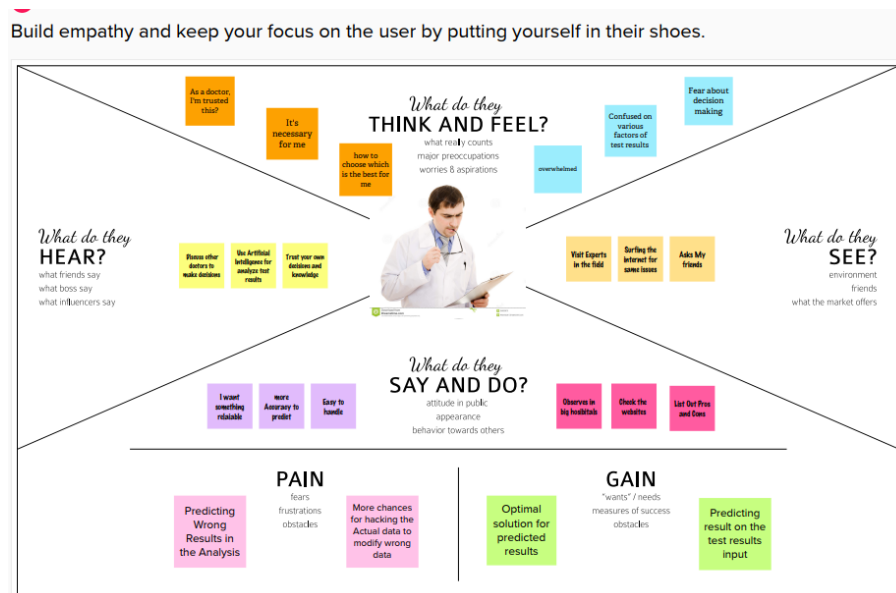 Build empathy and keep your focus on the user by putting yourself in their shoes.
As a doctor,
I'm trusted
this?
It's
necessary
for me
how to
choose which
is the best for
me
What do they
THINK AND FEEL?
what really counts
major preoccupations
worries & aspirations
overwhelmed
Confused on
various
factors of
test results
Fear about
decision
making
What do they
HEAR?
what friends say
what boss say
what influencers say
Discuss other
doctors to
make decisions
Use Artificial
Intelligence for
analyze test
results
Trust your own
decisions and
knowledge
Visit Experts
in the field
Surfing the
internet for
same issues
Asks My
friends
What do they
SEE?
environment
friends
what the market offers
What do they
SAY AND DO?
attitude in public
appearance
behavior towards others
I want
something
relaiable
more
Accuracy to
predict
Easy to
handle
Observes in
big hosbitals
Check the
websites
List Out Pros
and Cons
PAIN
fears
frustrations
obstacles
Predicting
Wrong
Results in
the Analysis
More chances
for hacking the
Actual data to
modify wrong
data
GAIN
"wants" / needs
measures of success
obstacles
Optimal
solution for
predicted
results
Predicting
result on the
test results
input